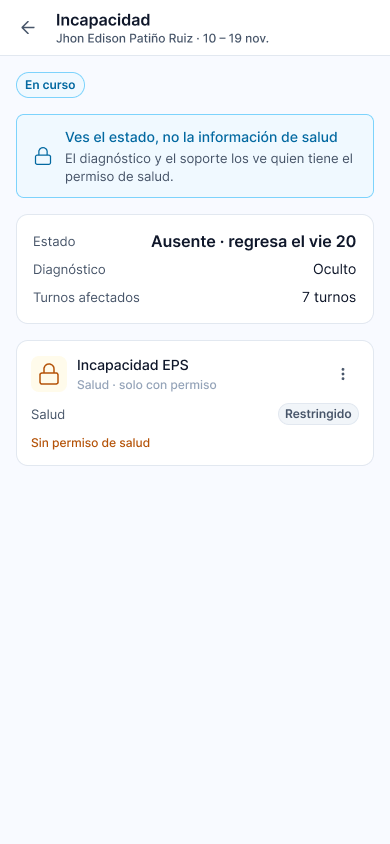 Incapacidad
Jhon Edison Patiño Ruiz · 10 – 19 nov.
En curso
Ves el estado, no la información de salud
El diagnóstico y el soporte los ve quien tiene el
permiso de salud.
Estado Ausente · regresa el vie 20
Diagnóstico Oculto
Turnos afectados 7 turnos
Incapacidad EPS
Salud · solo con permiso
Salud Restringido
Sin permiso de salud